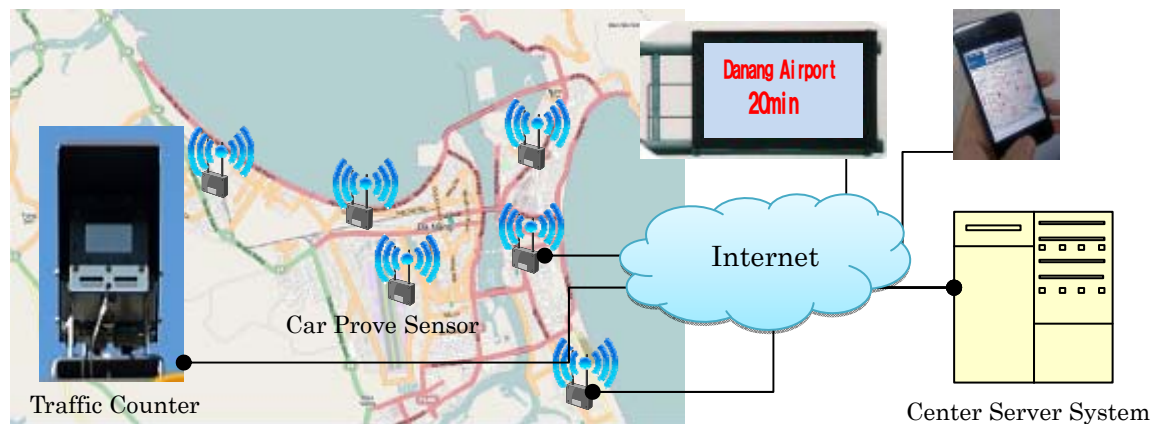 Danang Airport
20min
Internet
Car Prove Sensor
Traffic Counter
Center Server System